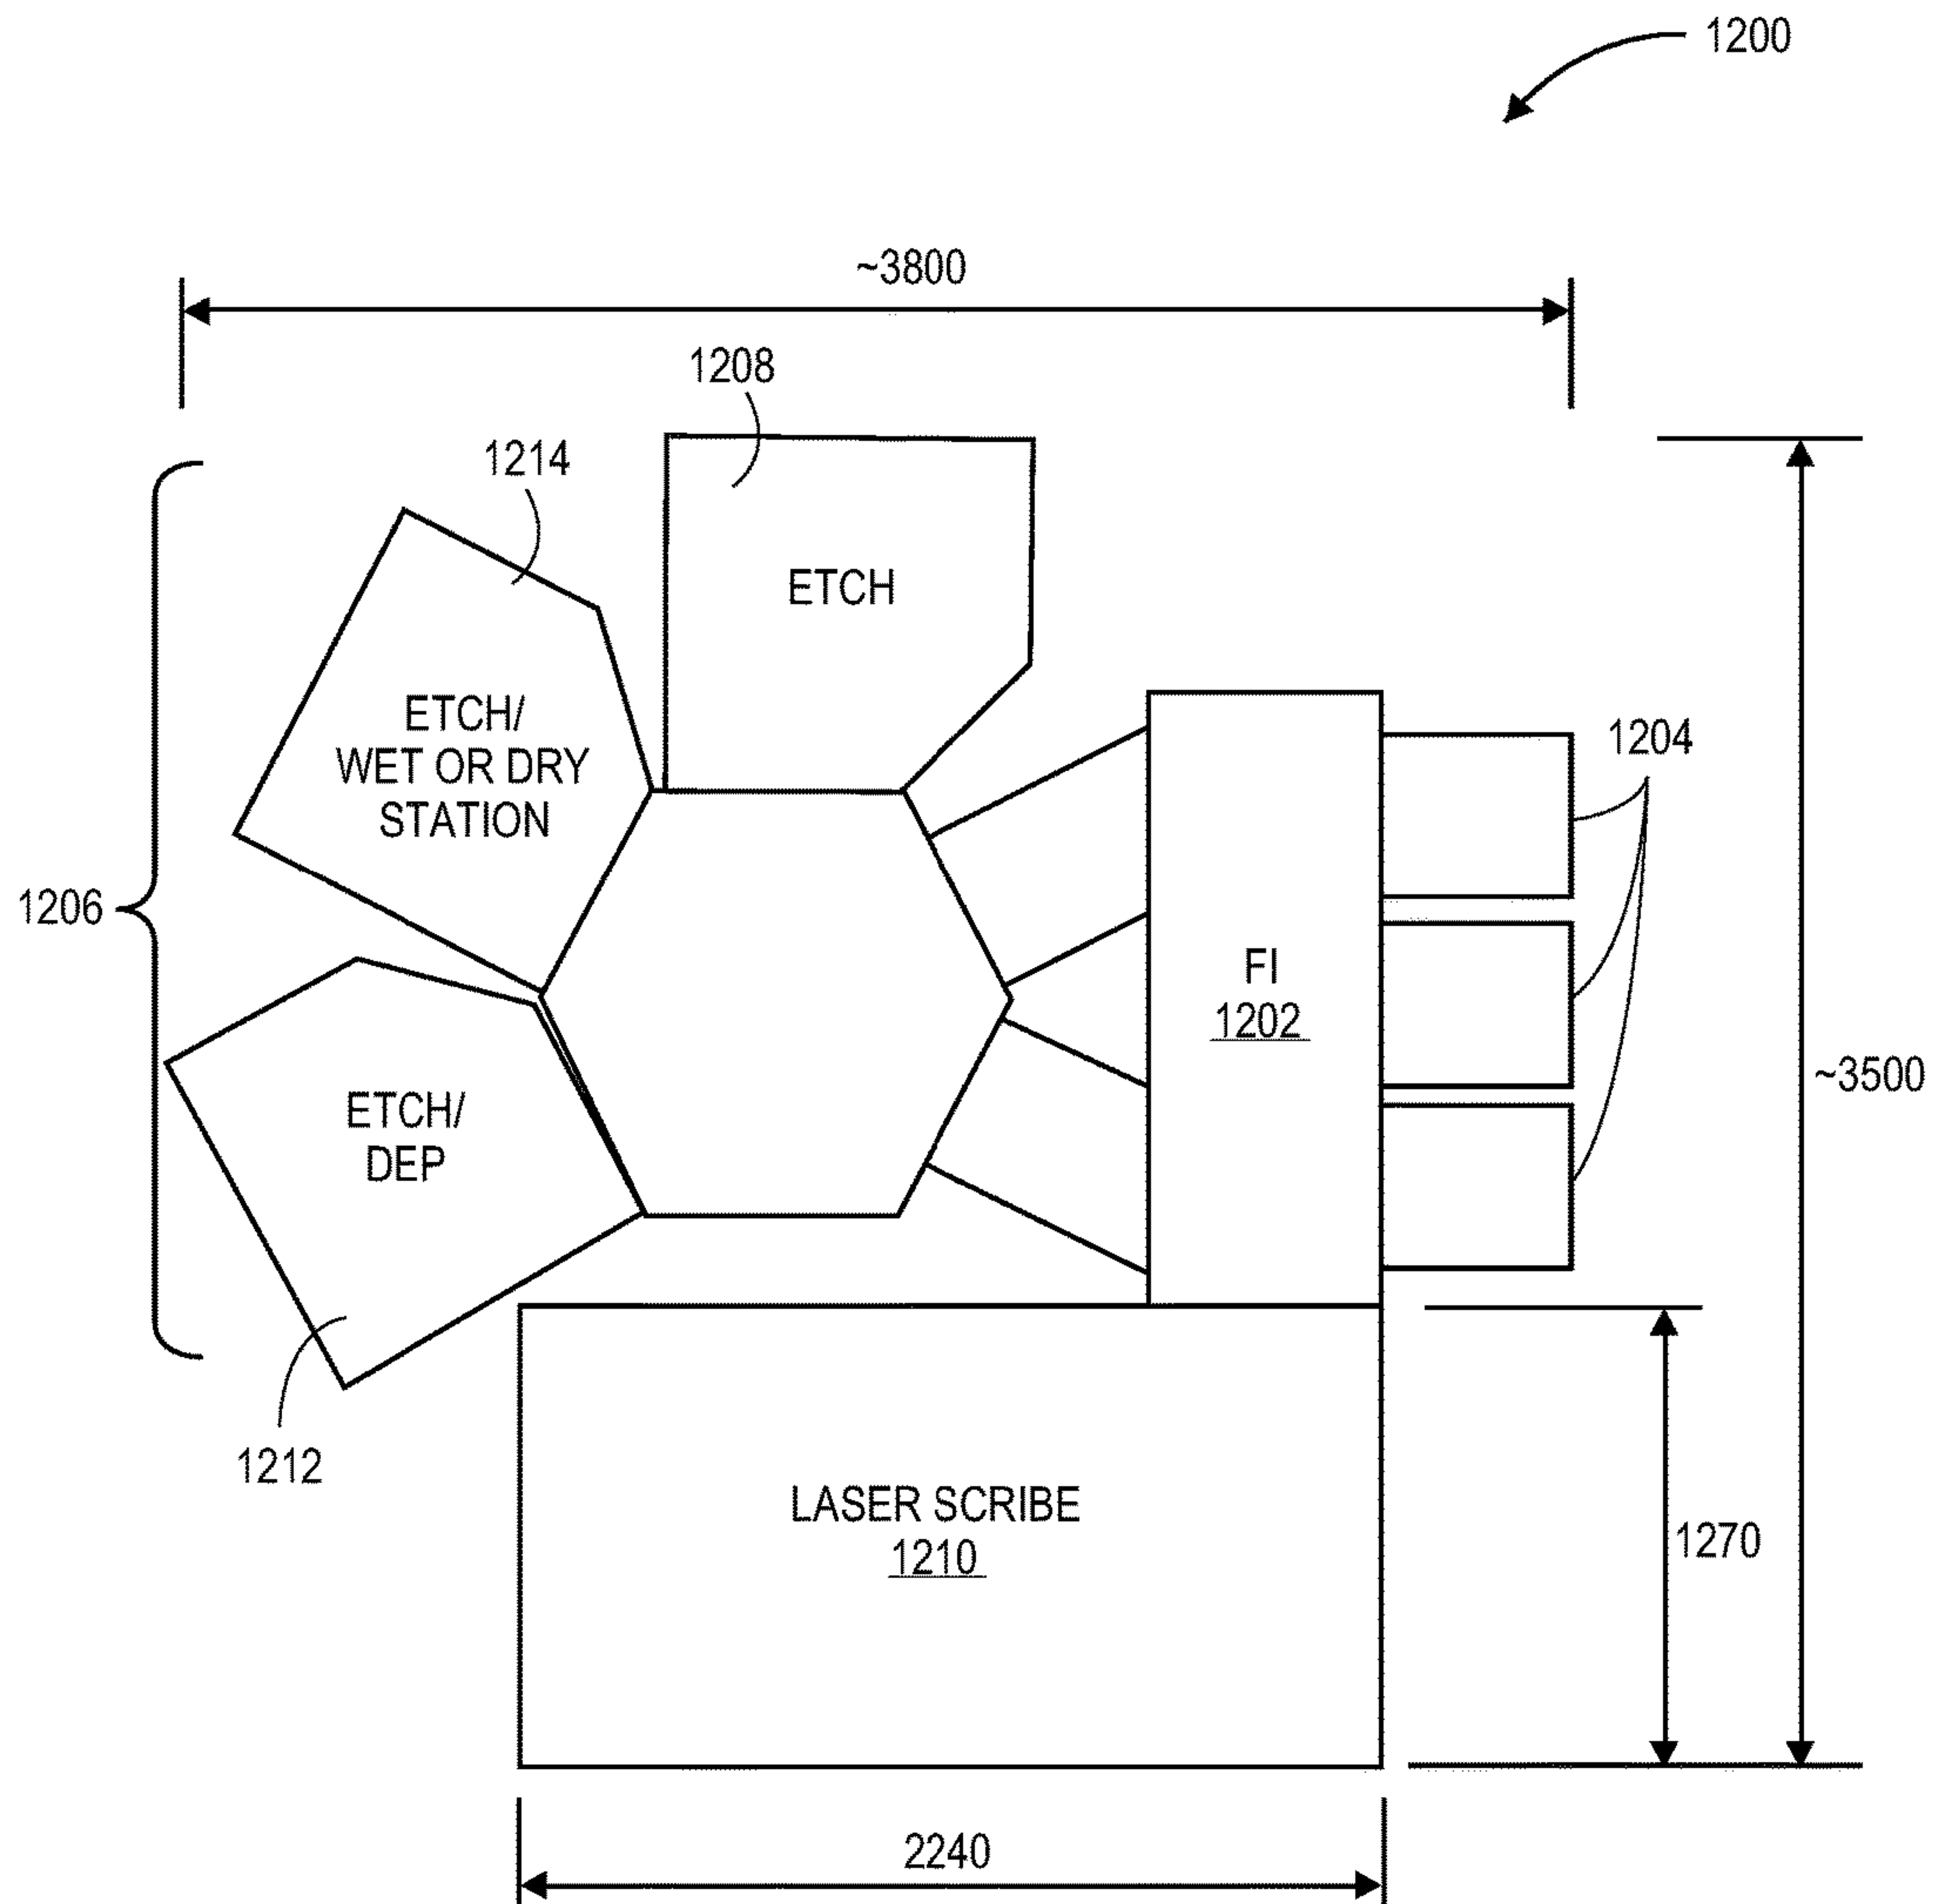 1200
~3800
1208
1214
ETCH
ETCH/
WET OR DRY
STATION
1204
1206
FI
1202
~3500
ETCH/
DEP
1212
LASER SCRIBE
1210
1270
2240